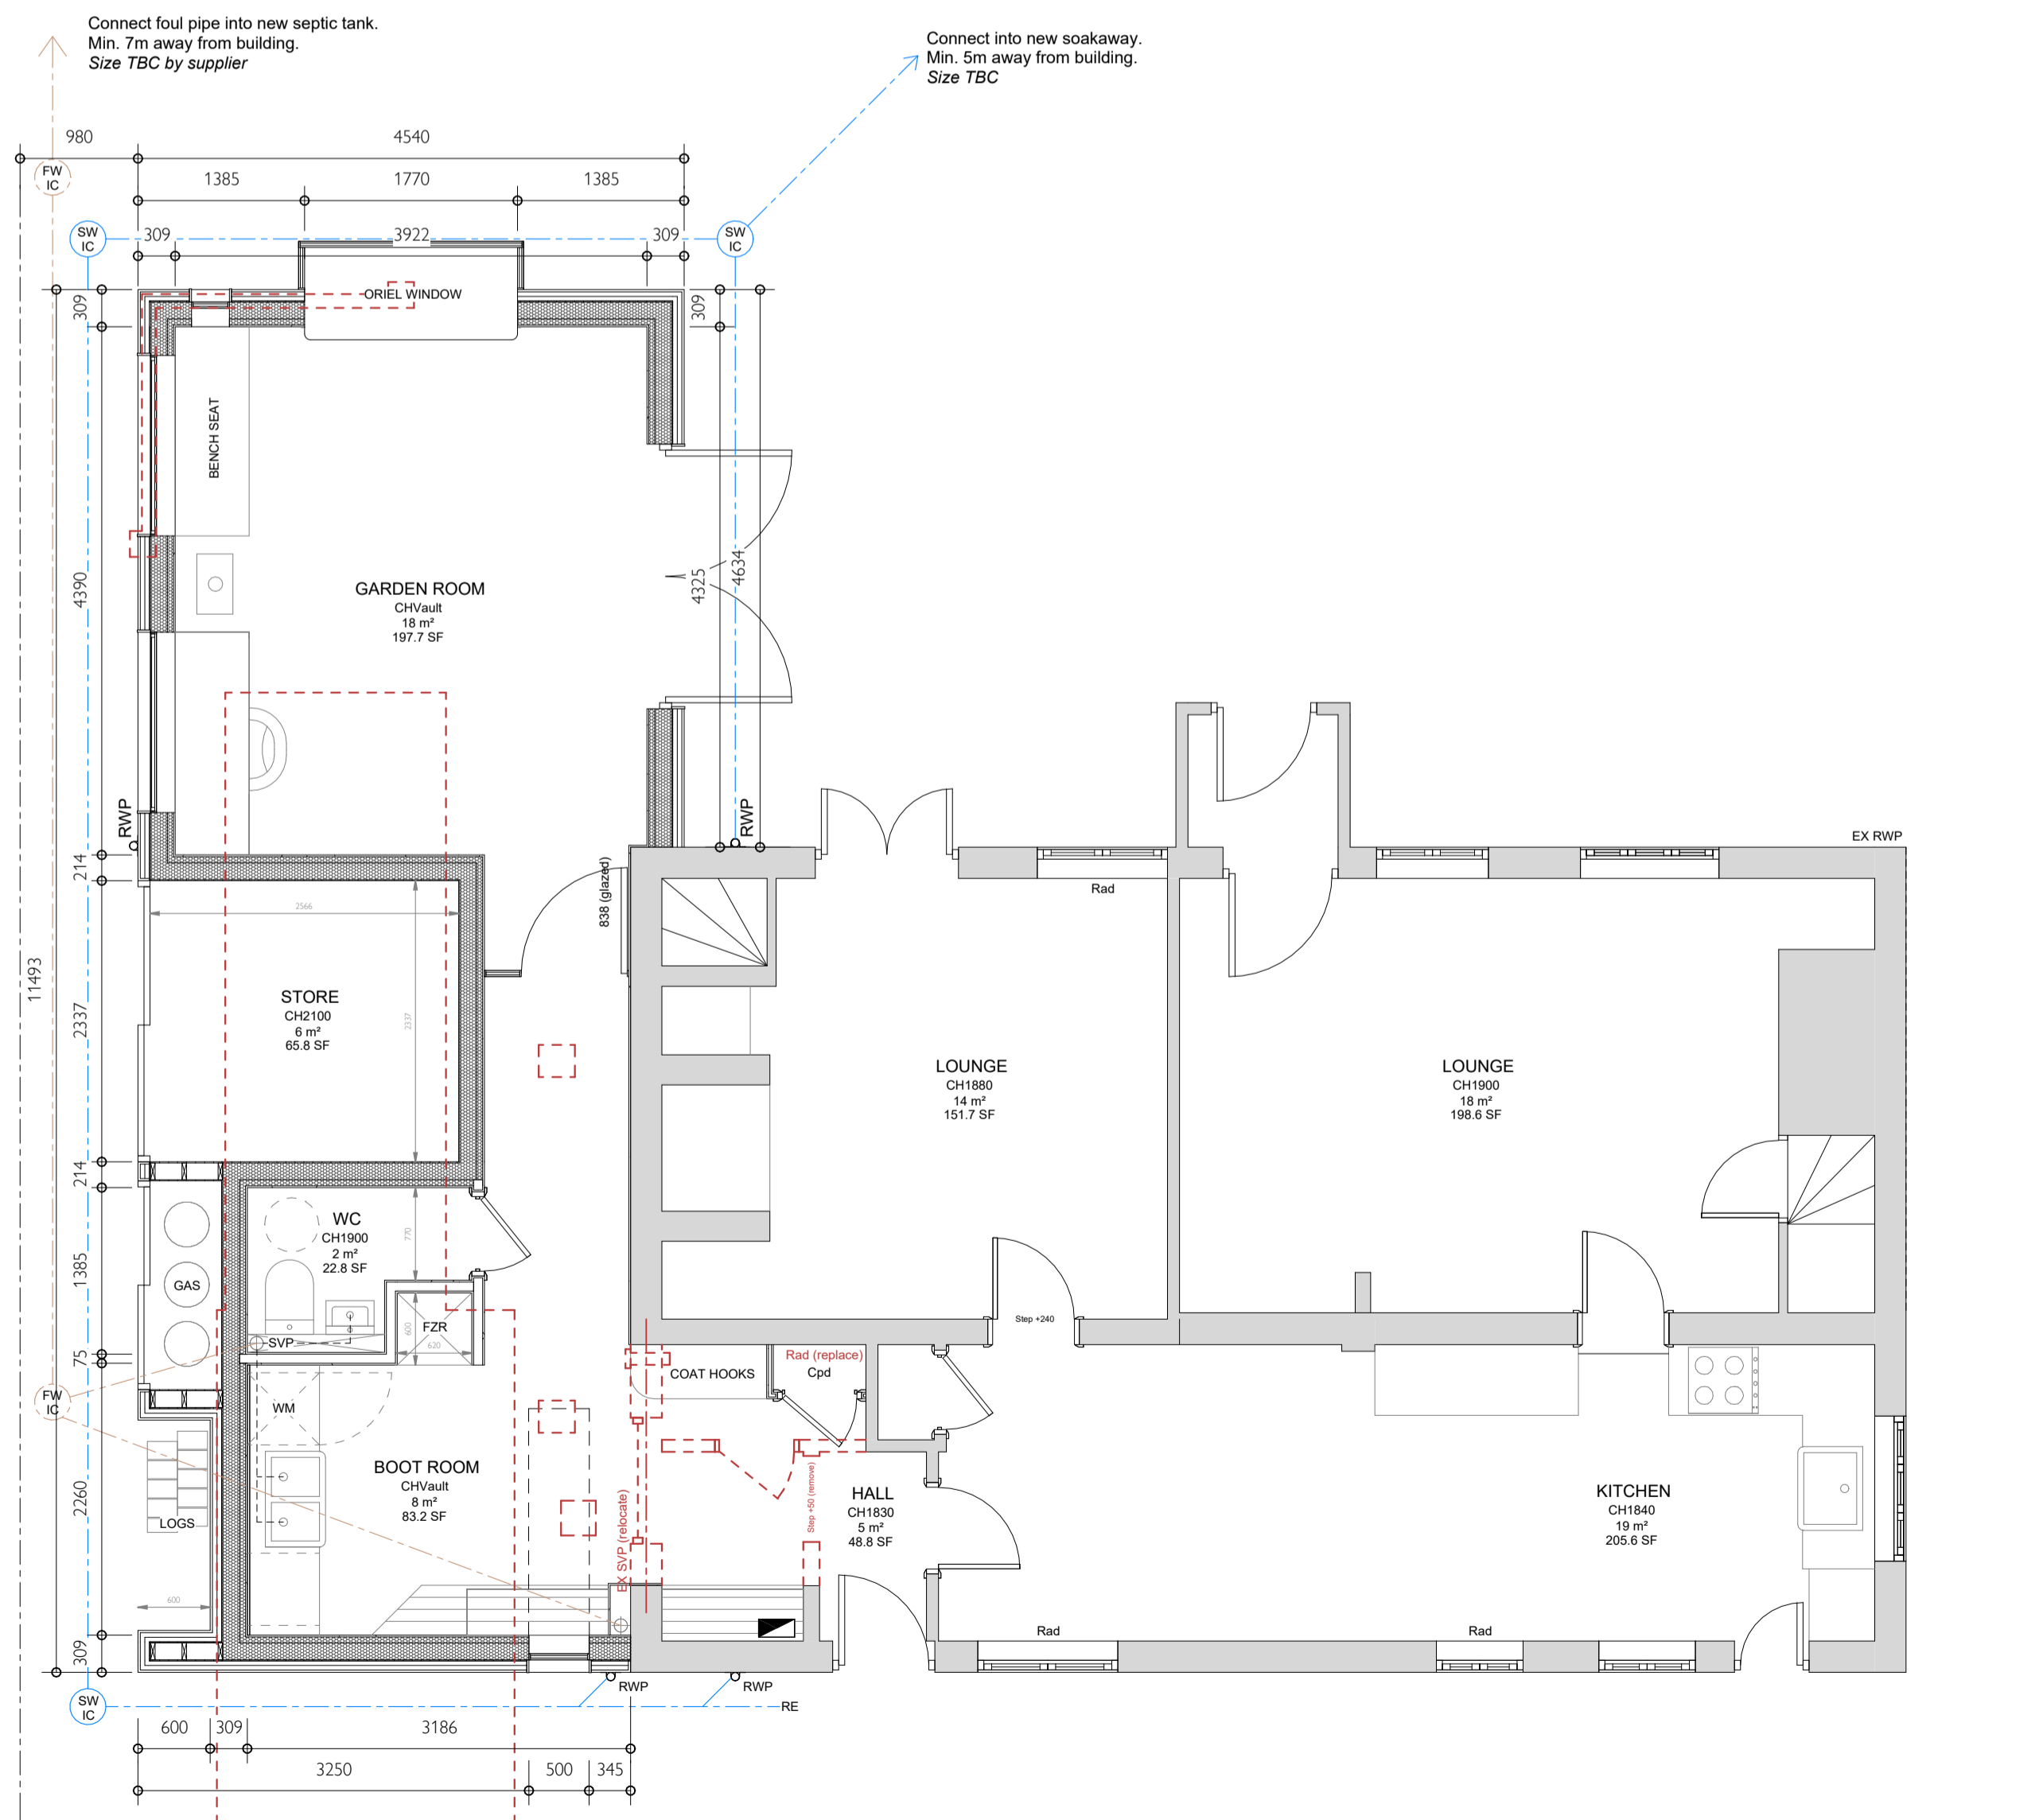 Connect foul pipe into new septic tank.
Min. 7m away from building.
Size TBC by supplier
Connect into new soakaway.
Min. 5m away from building.
Size TBC
980
4540
FW
IC
1385
1770
1385
SW
IC
309
3922
309
SW
IC
309
ORIEL WINDOW
309
BENCH SEAT
4390
4634
4325
GARDEN ROOM
CHVault
18 m²
197.7 SF
RWP
RWP
EX RWP
214
838 (glazed)
Rad
2566
11493
2337
STORE
CH2100
6 m²
65.8 SF
2337
LOUNGE
CH1880
14 m²
151.7 SF
LOUNGE
CH1900
18 m²
198.6 SF
214
WC
CH1900
2 m²
22.8 SF
770
1385
GAS
FZR
600
620
SVP
Step +240
75
Rad (replace)
Cpd
COAT HOOKS
FW
IC
WM
BOOT ROOM
CHVault
8 m²
83.2 SF
2260
LOGS
EX SVP (relocate)
Step +50 (remove)
HALL
CH1830
5 m²
48.8 SF
KITCHEN
CH1840
19 m²
205.6 SF
600
309
Rad
Rad
RWP
RWP
SW
IC
RE
600
309
3186
3250
500
345